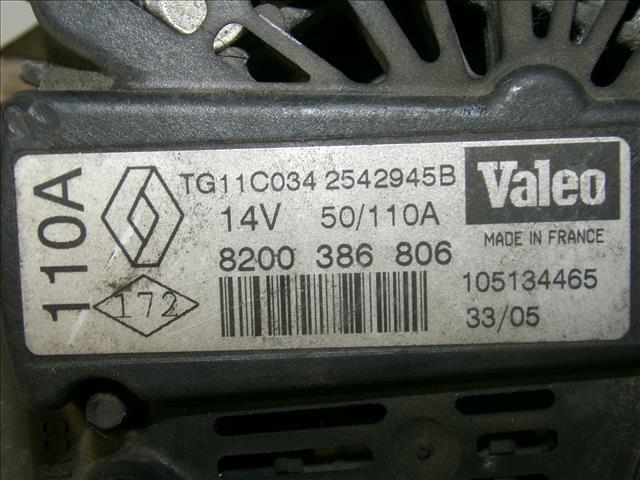 110A
TG11C034 2542945B
14V 50/110A
8200 386 806
172
Valeo
MADE IN FRANCE
105134465
33/05